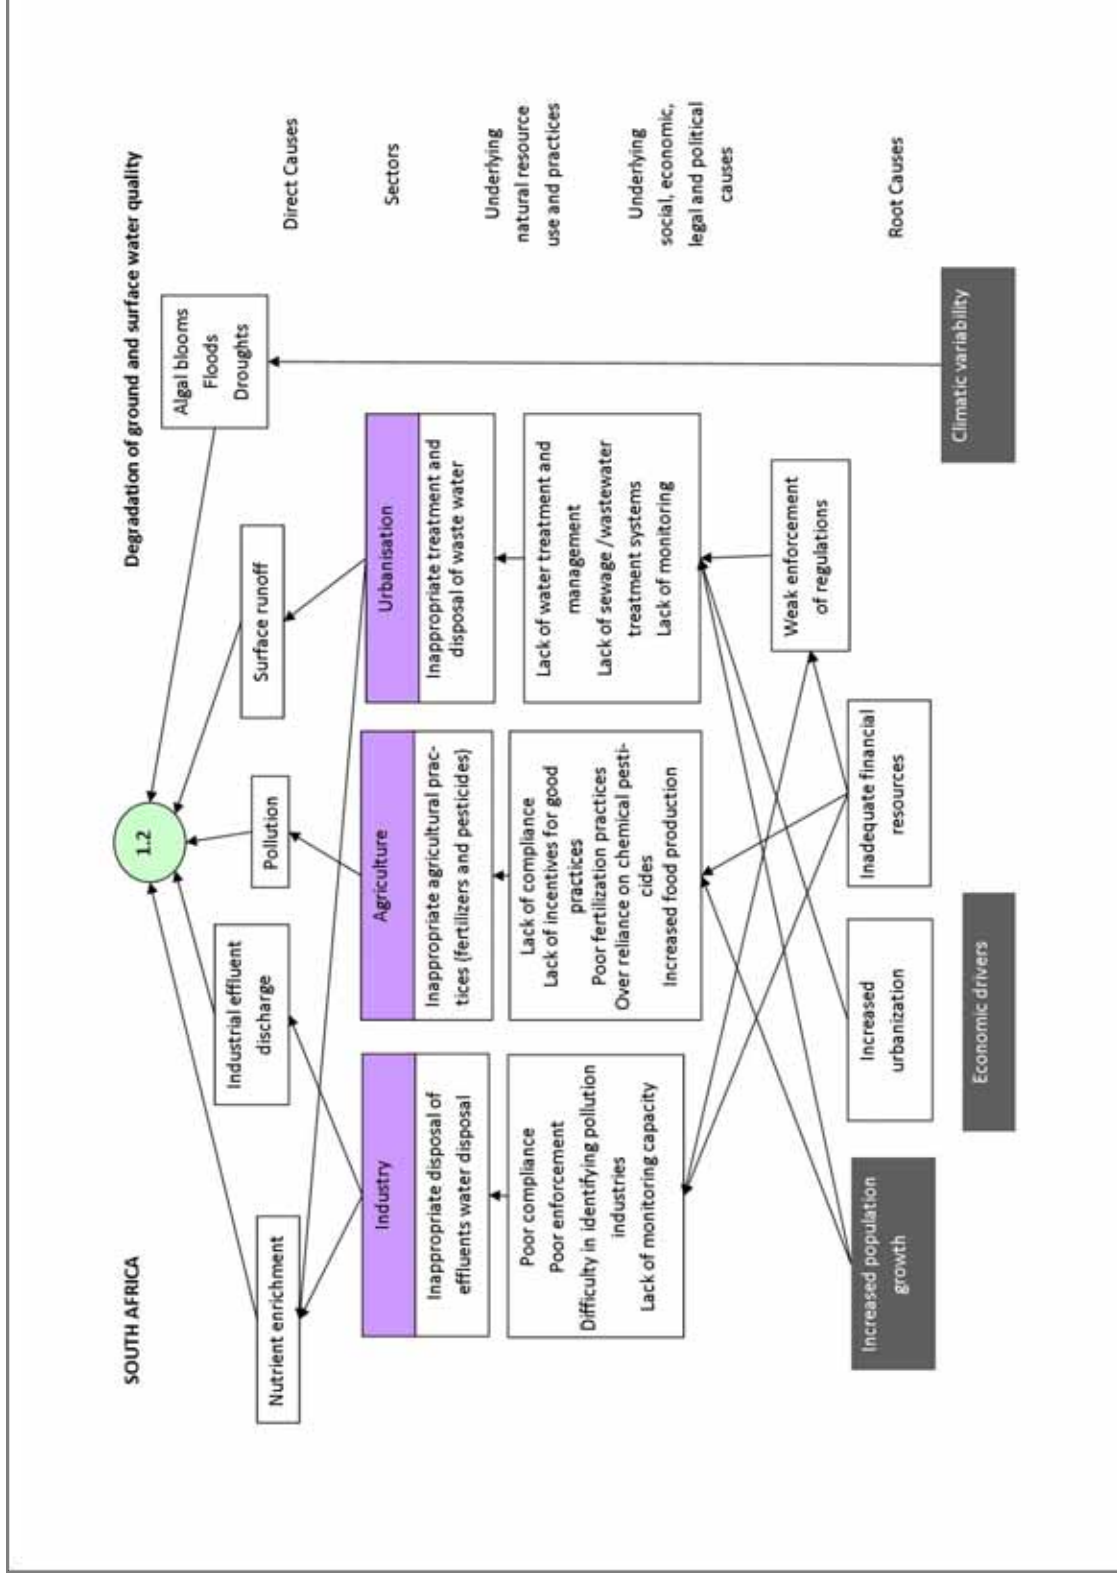 SOUTH AFRICA
Degradation of ground and surface water quality
1.2
Algal blooms
Floods
Droughts
Nutrient enrichment
Industrial effluent
discharge
Pollution
Surface runoff
Direct Causes
Industry
Agriculture
Urbanisation
Sectors
Inappropriate disposal of
effluents water disposal
Inappropriate agricultural prac-
tices (fertilizers and pesticides)
Inappropriate treatment and
disposal of waste water
Underlying
natural resource
use and practices
Poor compliance
Poor enforcement
Difficulty in identifying pollution
industries
Lack of monitoring capacity
Lack of compliance
Lack of incentives for good
practices
Poor fertilization practices
Over reliance on chemical pesti-
cides
Increased food production
Lack of water treatment and
management
Lack of sewage /wastewater
treatment systems
Lack of monitoring
Underlying
social, economic,
legal and political
causes
Weak enforcement
of regulations
Increased population
growth
Increased
urbanization
Inadequate financial
resources
Root Causes
Economic drivers
Climatic variability